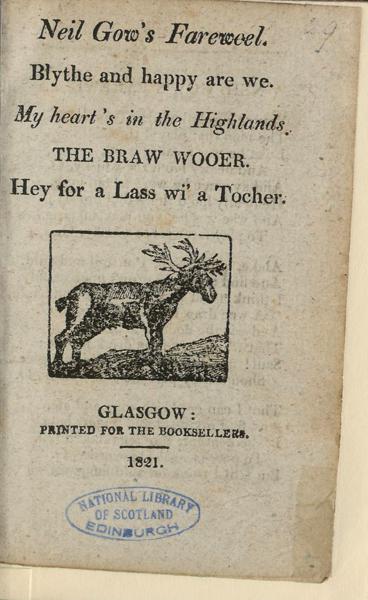 29
Neil Gow's Fareweel.
Blythe and happy are we.
My heart's in the Highlands.
THE BRAW WOOER.
Hey for a Lass wi' a Tocher.
GLASGOW:
PRINTED FOR THE BOOKSELLERS.
1821.
NATIONAL LIBRARY
OF SCOTLAND
EDINBURGH